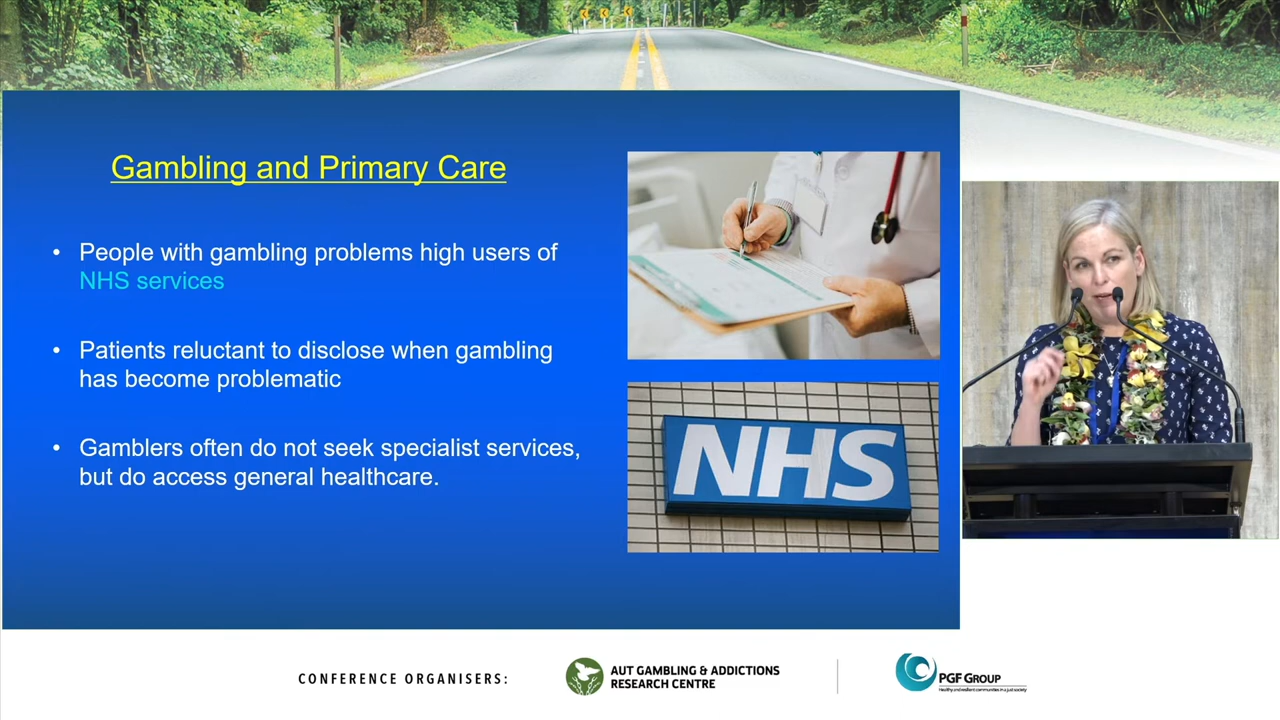 Gambling and Primary Care
• People with gambling problems high users of
NHS services
• Patients reluctant to disclose when gambling
has become problematic
• Gamblers often do not seek specialist services,
but do access general healthcare.
NHS
CONFERENCE ORGANISERS:
AUT GAMBLING & ADDICTIONS
RESEARCH CENTRE
PGF GROUP
Healthy and resilient communities in a just society